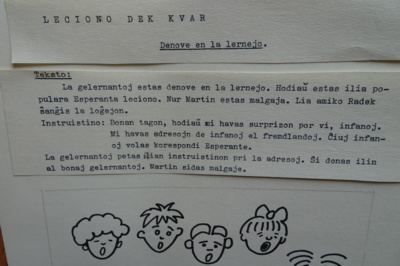 LECIONO DEK KVAR
Denove en la lernejo.
Teksto:
La gelernantoj estas denove en la lernejo. Hodiaŭ estas ilia po-
pulara Esperanta leciono. Nur Martin estas malgaja. Lia amiko Radek
ŝanĝis la loĝejon.
Instruistino: Bonan tagon, hodiaŭ mi havas surprizon por vi, infanoj.
Mi havas adresojn de infanoj el fremdlandoj. Ĉiuj infan-
oj volas korespondi Esperante.
La gelernantoj petas ilian instruistinon pri la adresoj. Ŝi donas ilin
al bonaj gelernantoj. Martin sidas malgaje.